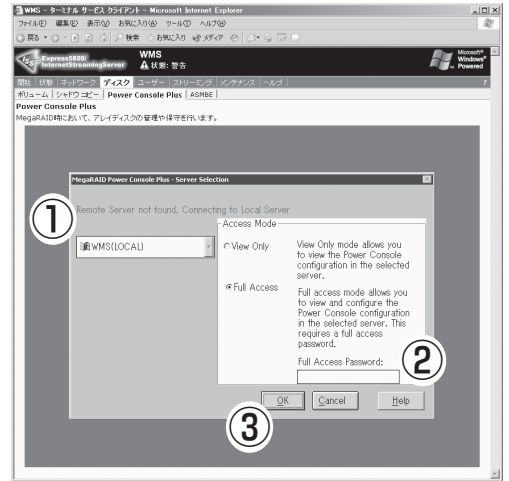 WMS - ターミナル サービス クライアント - Microsoft Internet Explorer
ファイル(F) 編集(E) 表示(V) お気に入り(A) ツール(T) ヘルプ(H)
戻る 検索 お気に入り メディア
Express5800/
InternetStreamingServer
WMS
状態: 警告
Microsoft®
Windows®
Powered
開始 状態 ネットワーク ディスク ユーザー ストリーミング メンテナンス ヘルプ ?
ボリューム シャドウ コピー Power Console Plus ASMBE
Power Console Plus
MegaRAID時において、アレイディスクの管理や保守を行います。
MegaRAID Power Console Plus - Server Selection
Remote Server not found. Connecting to Local Server
① WMS(LOCAL)
Access Mode
View Only
View Only mode allows you
to view the Power Console
configuration in the selected
server.
Full Access
Full access mode allows you
to view and configure the
Power Console configuration
in the selected server. This
requires a full access
password.
Full Access Password:
②
OK Cancel Help
③